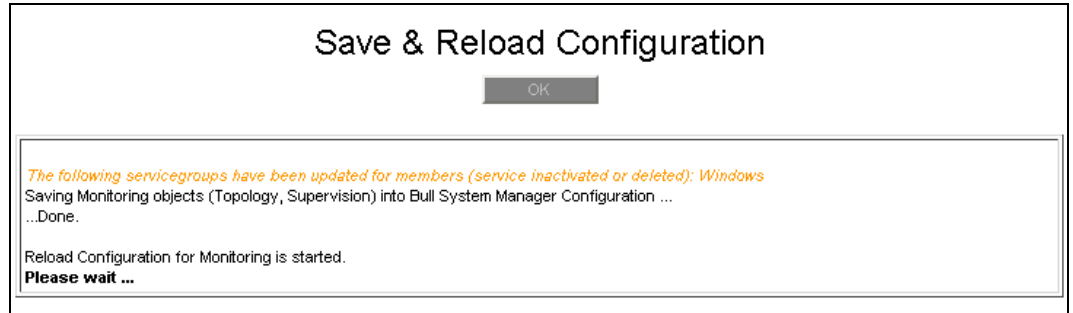 Save & Reload Configuration
OK
The following servicegroups have been updated for members (service inactivated or deleted): Windows
Saving Monitoring objects (Topology, Supervision) into Bull System Manager Configuration ...
...Done.
Reload Configuration for Monitoring is started.
Please wait ...